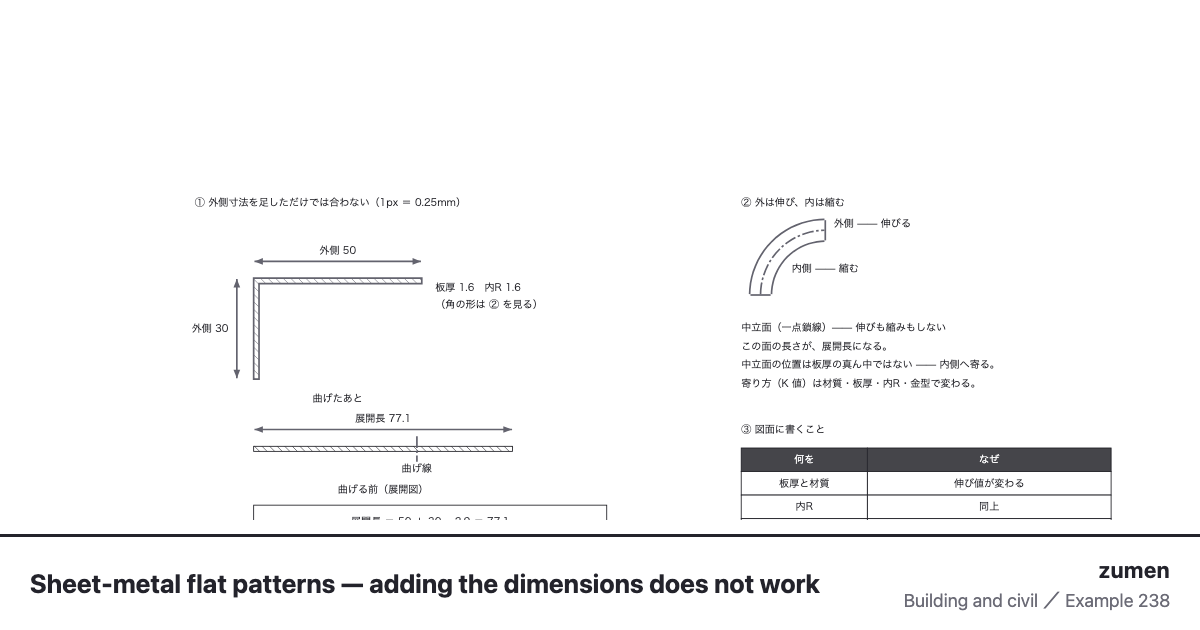 ① 外側寸法を足しただけでは合わない（1px ＝ 0.25mm）
外側 50
板厚 1.6　内R 1.6
（角の形は ② を見る）
外側 30
曲げたあと
展開長 77.1
曲げ線
曲げる前（展開図）
② 外は伸び、内は縮む
外側 —— 伸びる
内側 —— 縮む
中立面（一点鎖線）—— 伸びも縮みもしない
この面の長さが、展開長になる。
中立面の位置は板厚の真ん中ではない —— 内側へ寄る。
寄り方（K 値）は材質・板厚・内R・金型で変わる。
③ 図面に書くこと
何を　なぜ
板厚と材質　伸び値が変わる
内R　同上
Sheet-metal flat patterns — adding the dimensions does not work
zumen
Building and civil ／ Example 238